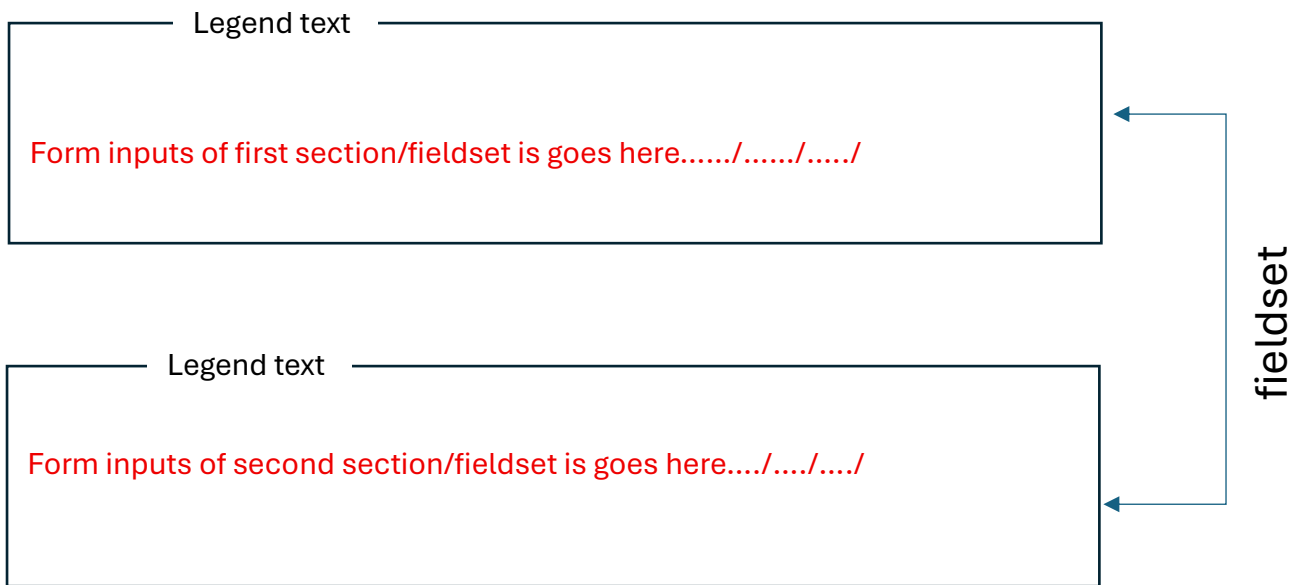 Legend text
Form inputs of first section/fieldset is goes here....../....../...../
fieldset
Legend text
Form inputs of second section/fieldset is goes here..../..../..../